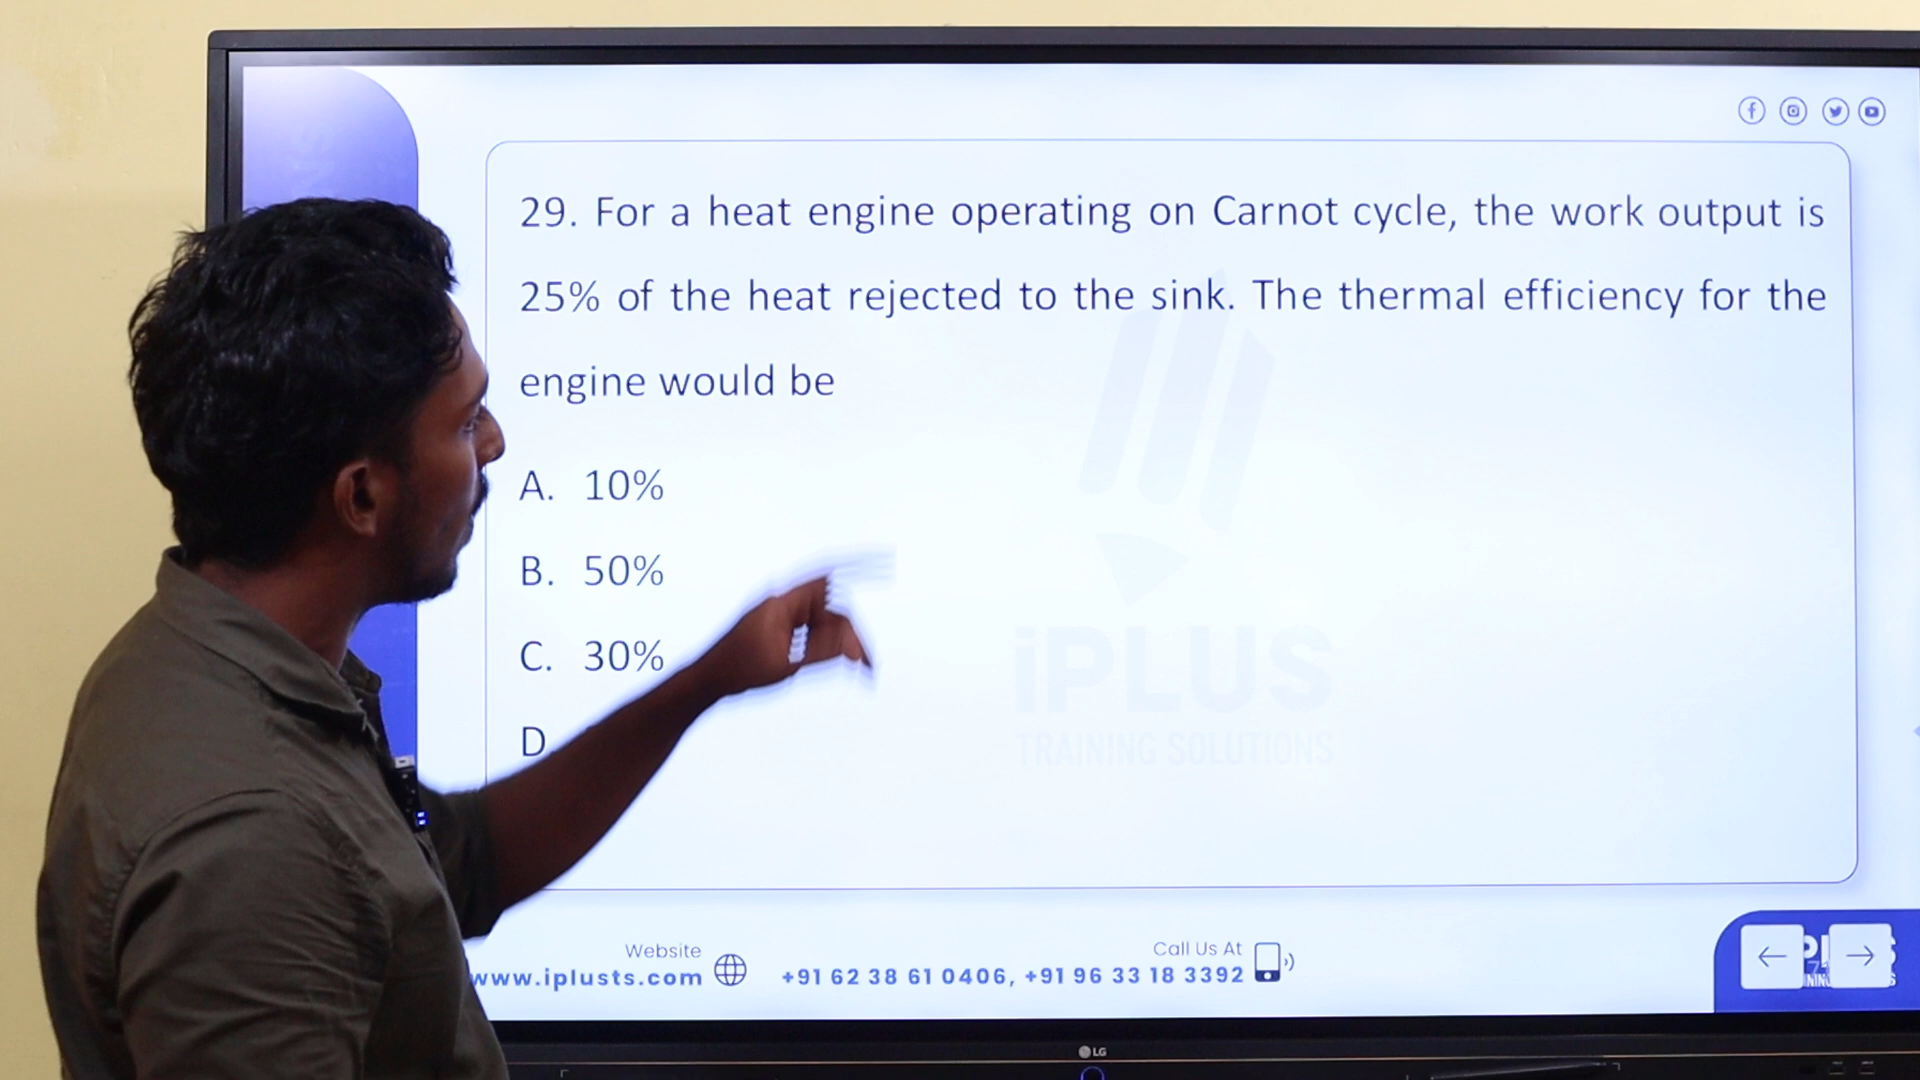 29. For a heat engine operating on Carnot cycle, the work output is
25% of the heat rejected to the sink. The thermal efficiency for the
engine would be
A. 10%
B. 50%
C. 30%
D
iPLUS
TRAINING SOLUTIONS
Website
www.iplusts.com
Call Us At
+91 62 38 61 0406, +91 96 33 18 3392
LG